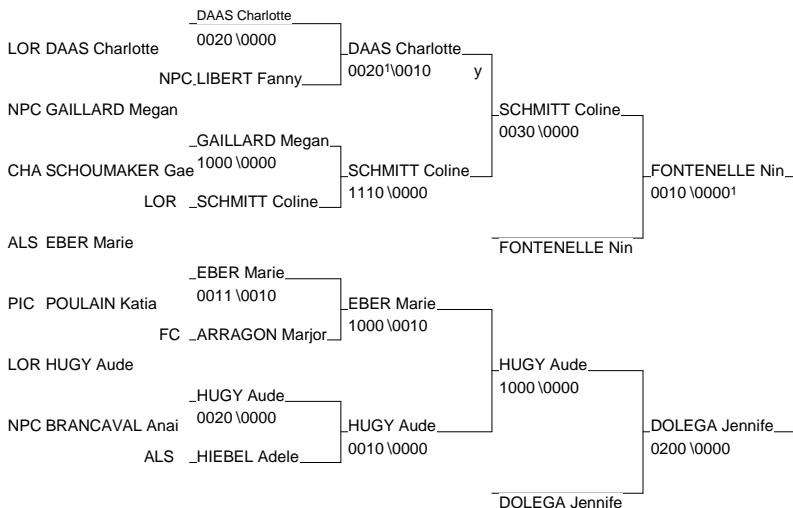 DAAS Charlotte
0020 \0000
LOR DAAS Charlotte
DAAS Charlotte
0020¹\0010 y
NPC LIBERT Fanny
NPC GAILLARD Megan
SCHMITT Coline
0030 \0000
GAILLARD Megan
1000 \0000
CHA SCHOUMAKER Gae
SCHMITT Coline
1110 \0000
FONTENELLE Nin
0010 \0000¹
LOR SCHMITT Coline
ALS EBER Marie
FONTENELLE Nin
EBER Marie
0011 \0010
PIC POULAIN Katia
EBER Marie
1000 \0010
FC ARRAGON Marjor
LOR HUGY Aude
HUGY Aude
1000 \0000
HUGY Aude
0020 \0000
NPC BRANCAVAL Anai
HUGY Aude
0010 \0000
DOLEGA Jennife
0200 \0000
ALS HIEBEL Adele
DOLEGA Jennife